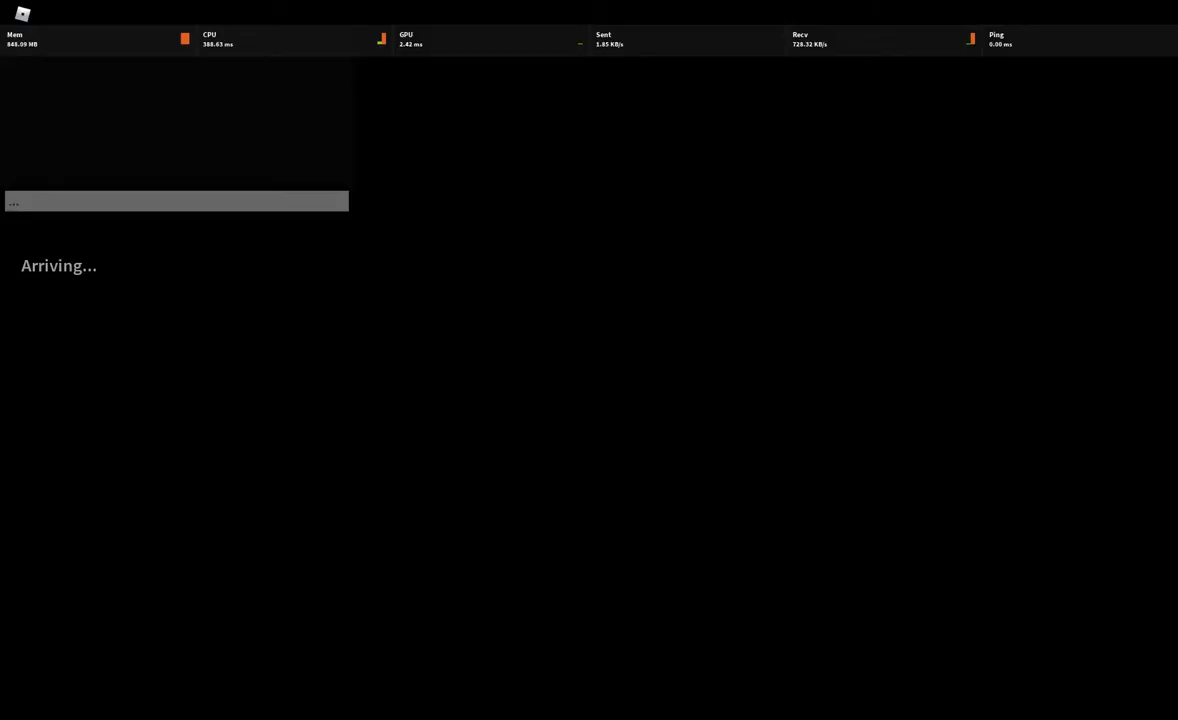 Mem CPU GPU Sent Recv Ping
848.09 MB 388.63 ms 2.42 ms 1.85 KB/s 728.32 KB/s 0.00 ms
...
Arriving...